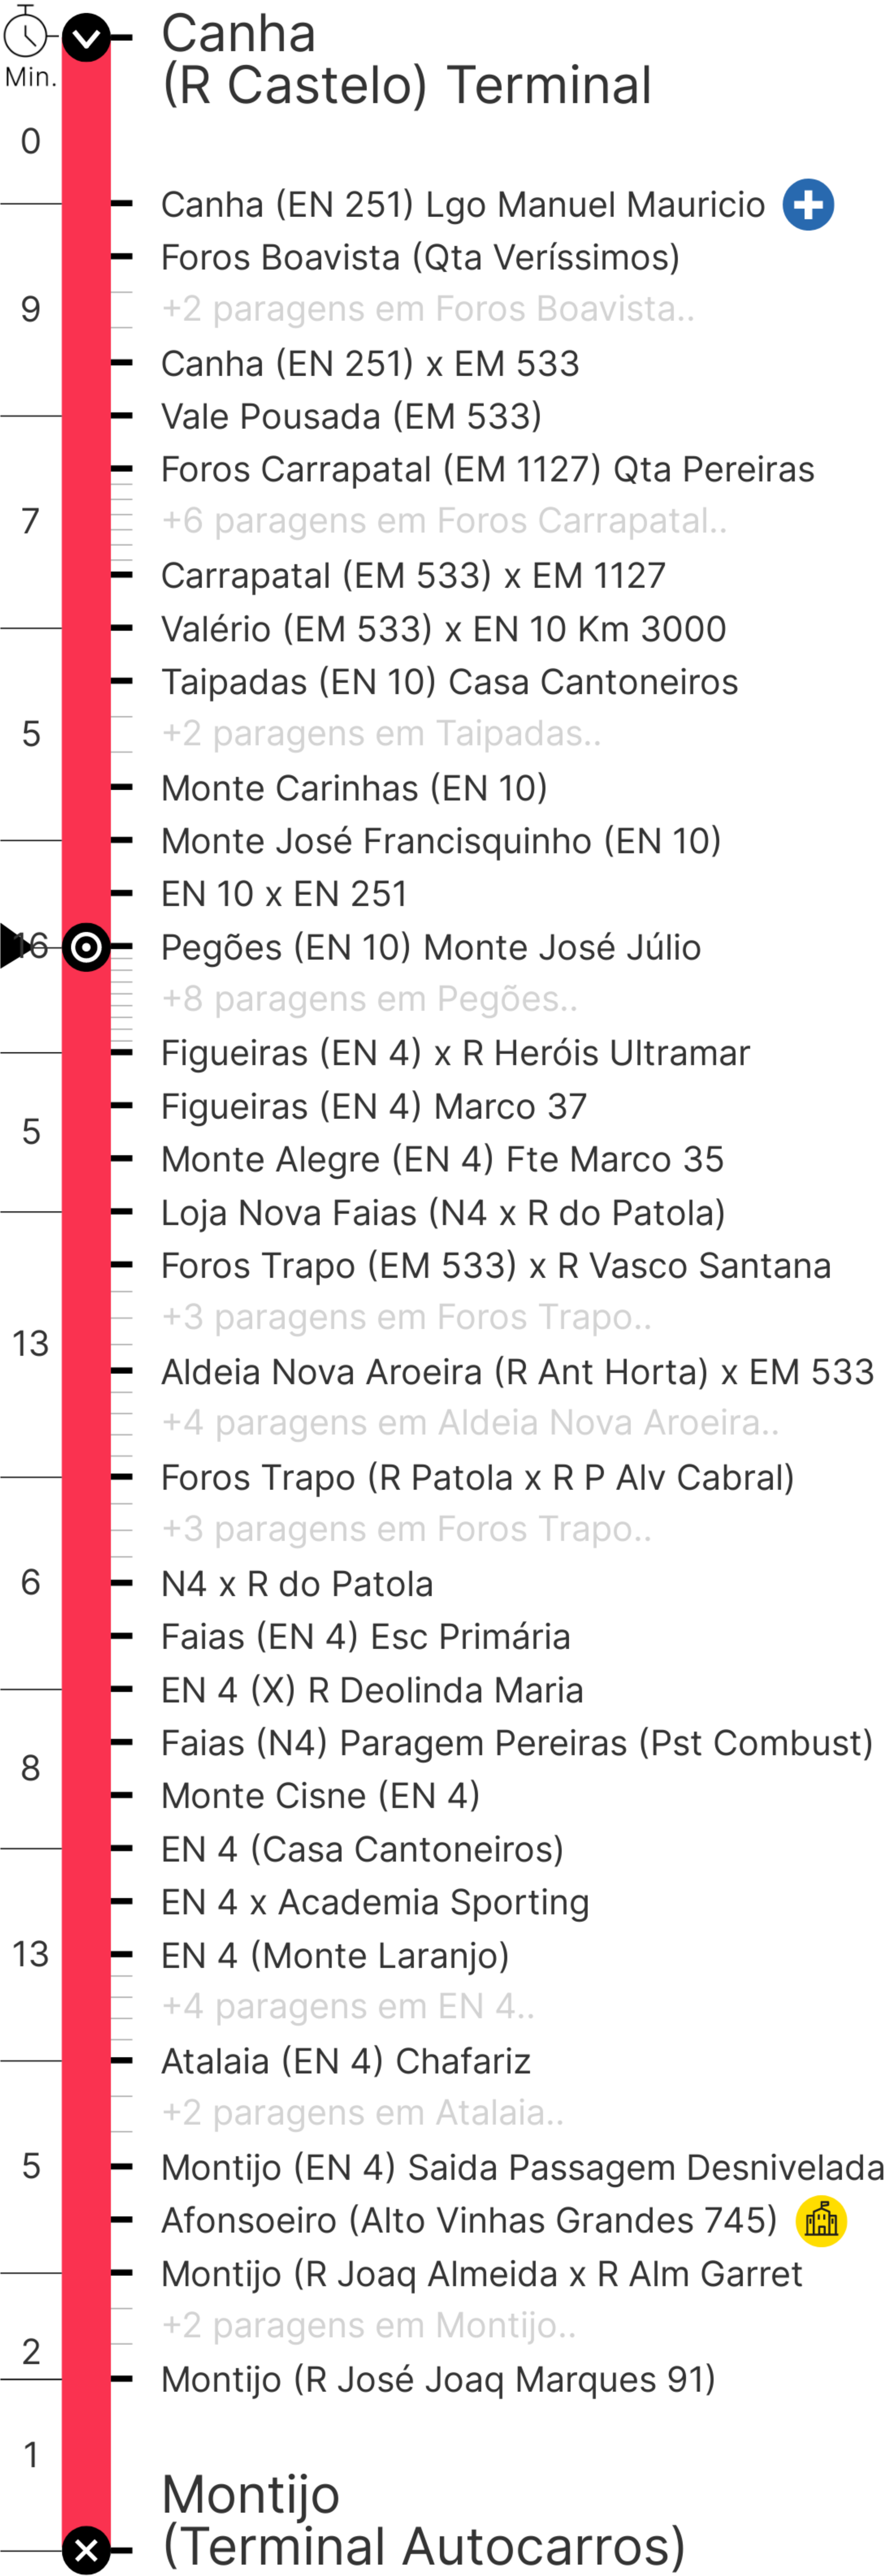 Canha
(R Castelo) Terminal
Min.
0
Canha (EN 251) Lgo Manuel Mauricio
Foros Boavista (Qta Veríssimos)
9
+2 paragens em Foros Boavista..
Canha (EN 251) x EM 533
Vale Pousada (EM 533)
Foros Carrapatal (EM 1127) Qta Pereiras
7
+6 paragens em Foros Carrapatal..
Carrapatal (EM 533) x EM 1127
Valério (EM 533) x EN 10 Km 3000
Taipadas (EN 10) Casa Cantoneiros
5
+2 paragens em Taipadas..
Monte Carinhas (EN 10)
Monte José Francisquinho (EN 10)
EN 10 x EN 251
16
Pegões (EN 10) Monte José Júlio
+8 paragens em Pegões..
Figueiras (EN 4) x R Heróis Ultramar
Figueiras (EN 4) Marco 37
5
Monte Alegre (EN 4) Fte Marco 35
Loja Nova Faias (N4 x R do Patola)
Foros Trapo (EM 533) x R Vasco Santana
+3 paragens em Foros Trapo..
13
Aldeia Nova Aroeira (R Ant Horta) x EM 533
+4 paragens em Aldeia Nova Aroeira..
Foros Trapo (R Patola x R P Alv Cabral)
+3 paragens em Foros Trapo..
6
N4 x R do Patola
Faias (EN 4) Esc Primária
EN 4 (X) R Deolinda Maria
Faias (N4) Paragem Pereiras (Pst Combust)
8
Monte Cisne (EN 4)
EN 4 (Casa Cantoneiros)
EN 4 x Academia Sporting
13
EN 4 (Monte Laranjo)
+4 paragens em EN 4..
Atalaia (EN 4) Chafariz
+2 paragens em Atalaia..
5
Montijo (EN 4) Saida Passagem Desnivelada
Afonsoeiro (Alto Vinhas Grandes 745)
Montijo (R Joaq Almeida x R Alm Garret
+2 paragens em Montijo..
2
Montijo (R José Joaq Marques 91)
1
Montijo
(Terminal Autocarros)